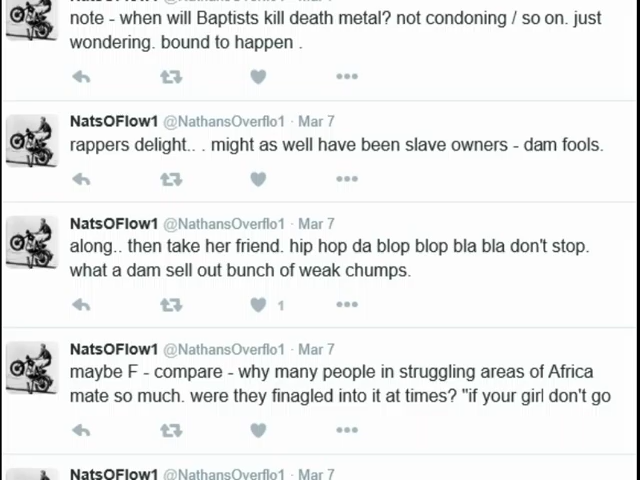 note - when will Baptists kill death metal? not condoning / so on. just
wondering. bound to happen .
NatsOFlow1 @NathansOverflo1 · Mar 7
rappers delight.. . might as well have been slave owners - dam fools.
NatsOFlow1 @NathansOverflo1 · Mar 7
along.. then take her friend. hip hop da blop blop bla bla don't stop.
what a dam sell out bunch of weak chumps.
1
NatsOFlow1 @NathansOverflo1 · Mar 7
maybe F - compare - why many people in struggling areas of Africa
mate so much. were they finagled into it at times? "if your girl don't go
NatsOFlow1 @NathansOverflo1 · Mar 7